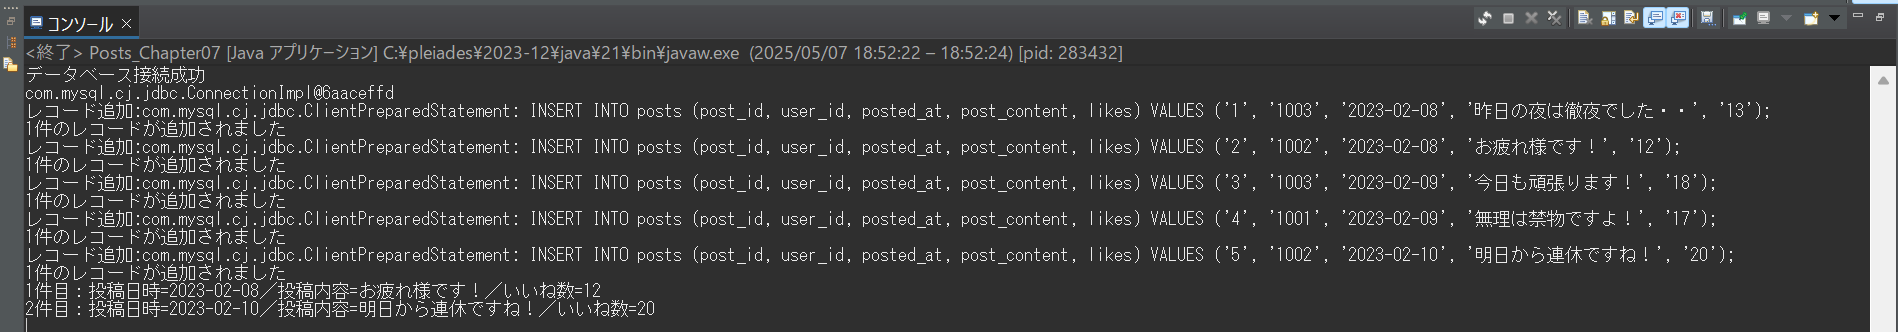 コンソール ×
<終了> Posts_Chapter07 [Java アプリケーション] C:¥pleiades¥2023-12¥java¥21¥bin¥javaw.exe (2025/05/07 18:52:22 – 18:52:24) [pid: 283432]
データベース接続成功
com.mysql.cj.jdbc.ConnectionImpl@6aaceffd
レコード追加:com.mysql.cj.jdbc.ClientPreparedStatement: INSERT INTO posts (post_id, user_id, posted_at, post_content, likes) VALUES ('1', '1003', '2023-02-08', '昨日の夜は徹夜でした・・', '13');
1件のレコードが追加されました
レコード追加:com.mysql.cj.jdbc.ClientPreparedStatement: INSERT INTO posts (post_id, user_id, posted_at, post_content, likes) VALUES ('2', '1002', '2023-02-08', 'お疲れ様です！', '12');
1件のレコードが追加されました
レコード追加:com.mysql.cj.jdbc.ClientPreparedStatement: INSERT INTO posts (post_id, user_id, posted_at, post_content, likes) VALUES ('3', '1003', '2023-02-09', '今日も頑張ります！', '18');
1件のレコードが追加されました
レコード追加:com.mysql.cj.jdbc.ClientPreparedStatement: INSERT INTO posts (post_id, user_id, posted_at, post_content, likes) VALUES ('4', '1001', '2023-02-09', '無理は禁物ですよ！', '17');
1件のレコードが追加されました
レコード追加:com.mysql.cj.jdbc.ClientPreparedStatement: INSERT INTO posts (post_id, user_id, posted_at, post_content, likes) VALUES ('5', '1002', '2023-02-10', '明日から連休ですね！', '20');
1件のレコードが追加されました
1件目：投稿日時=2023-02-08／投稿内容=お疲れ様です！／いいね数=12
2件目：投稿日時=2023-02-10／投稿内容=明日から連休ですね！／いいね数=20